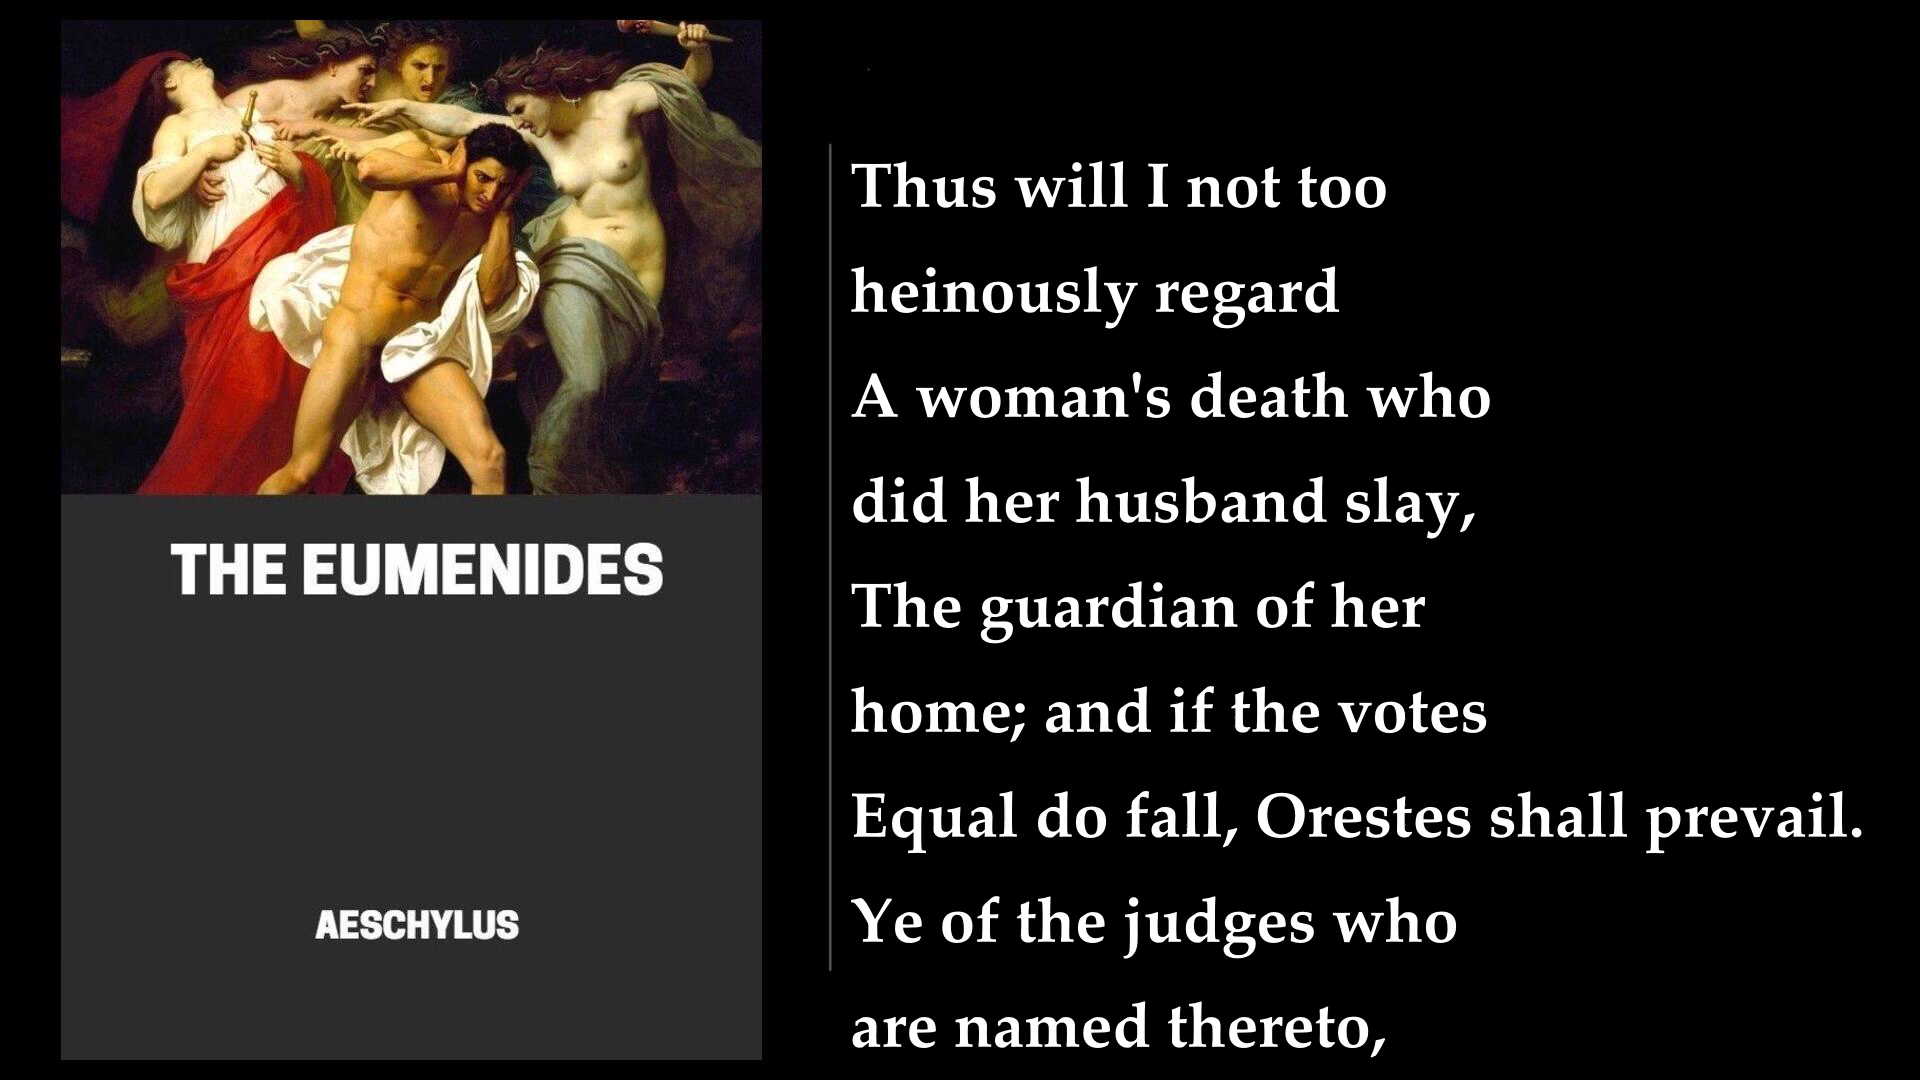 THE EUMENIDES
AESCHYLUS
Thus will I not too
heinously regard
A woman's death who
did her husband slay,
The guardian of her
home; and if the votes
Equal do fall, Orestes shall prevail.
Ye of the judges who
are named thereto,